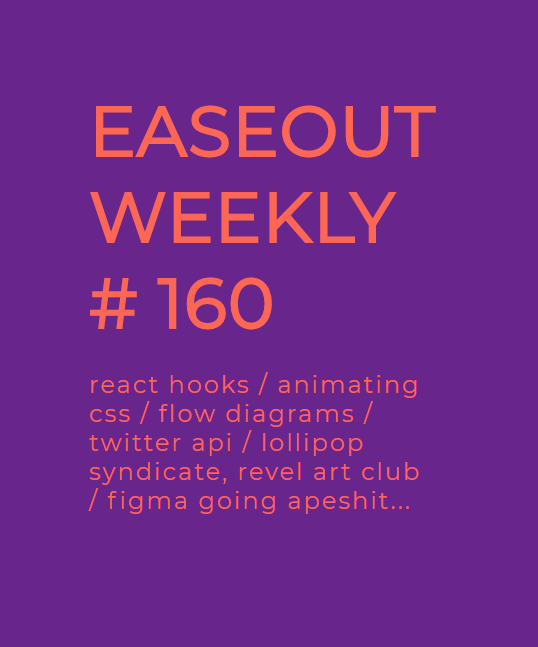 EASEOUT
WEEKLY
# 160
react hooks / animating
css / flow diagrams /
twitter api / lollipop
syndicate, revel art club
/ figma going apeshit...